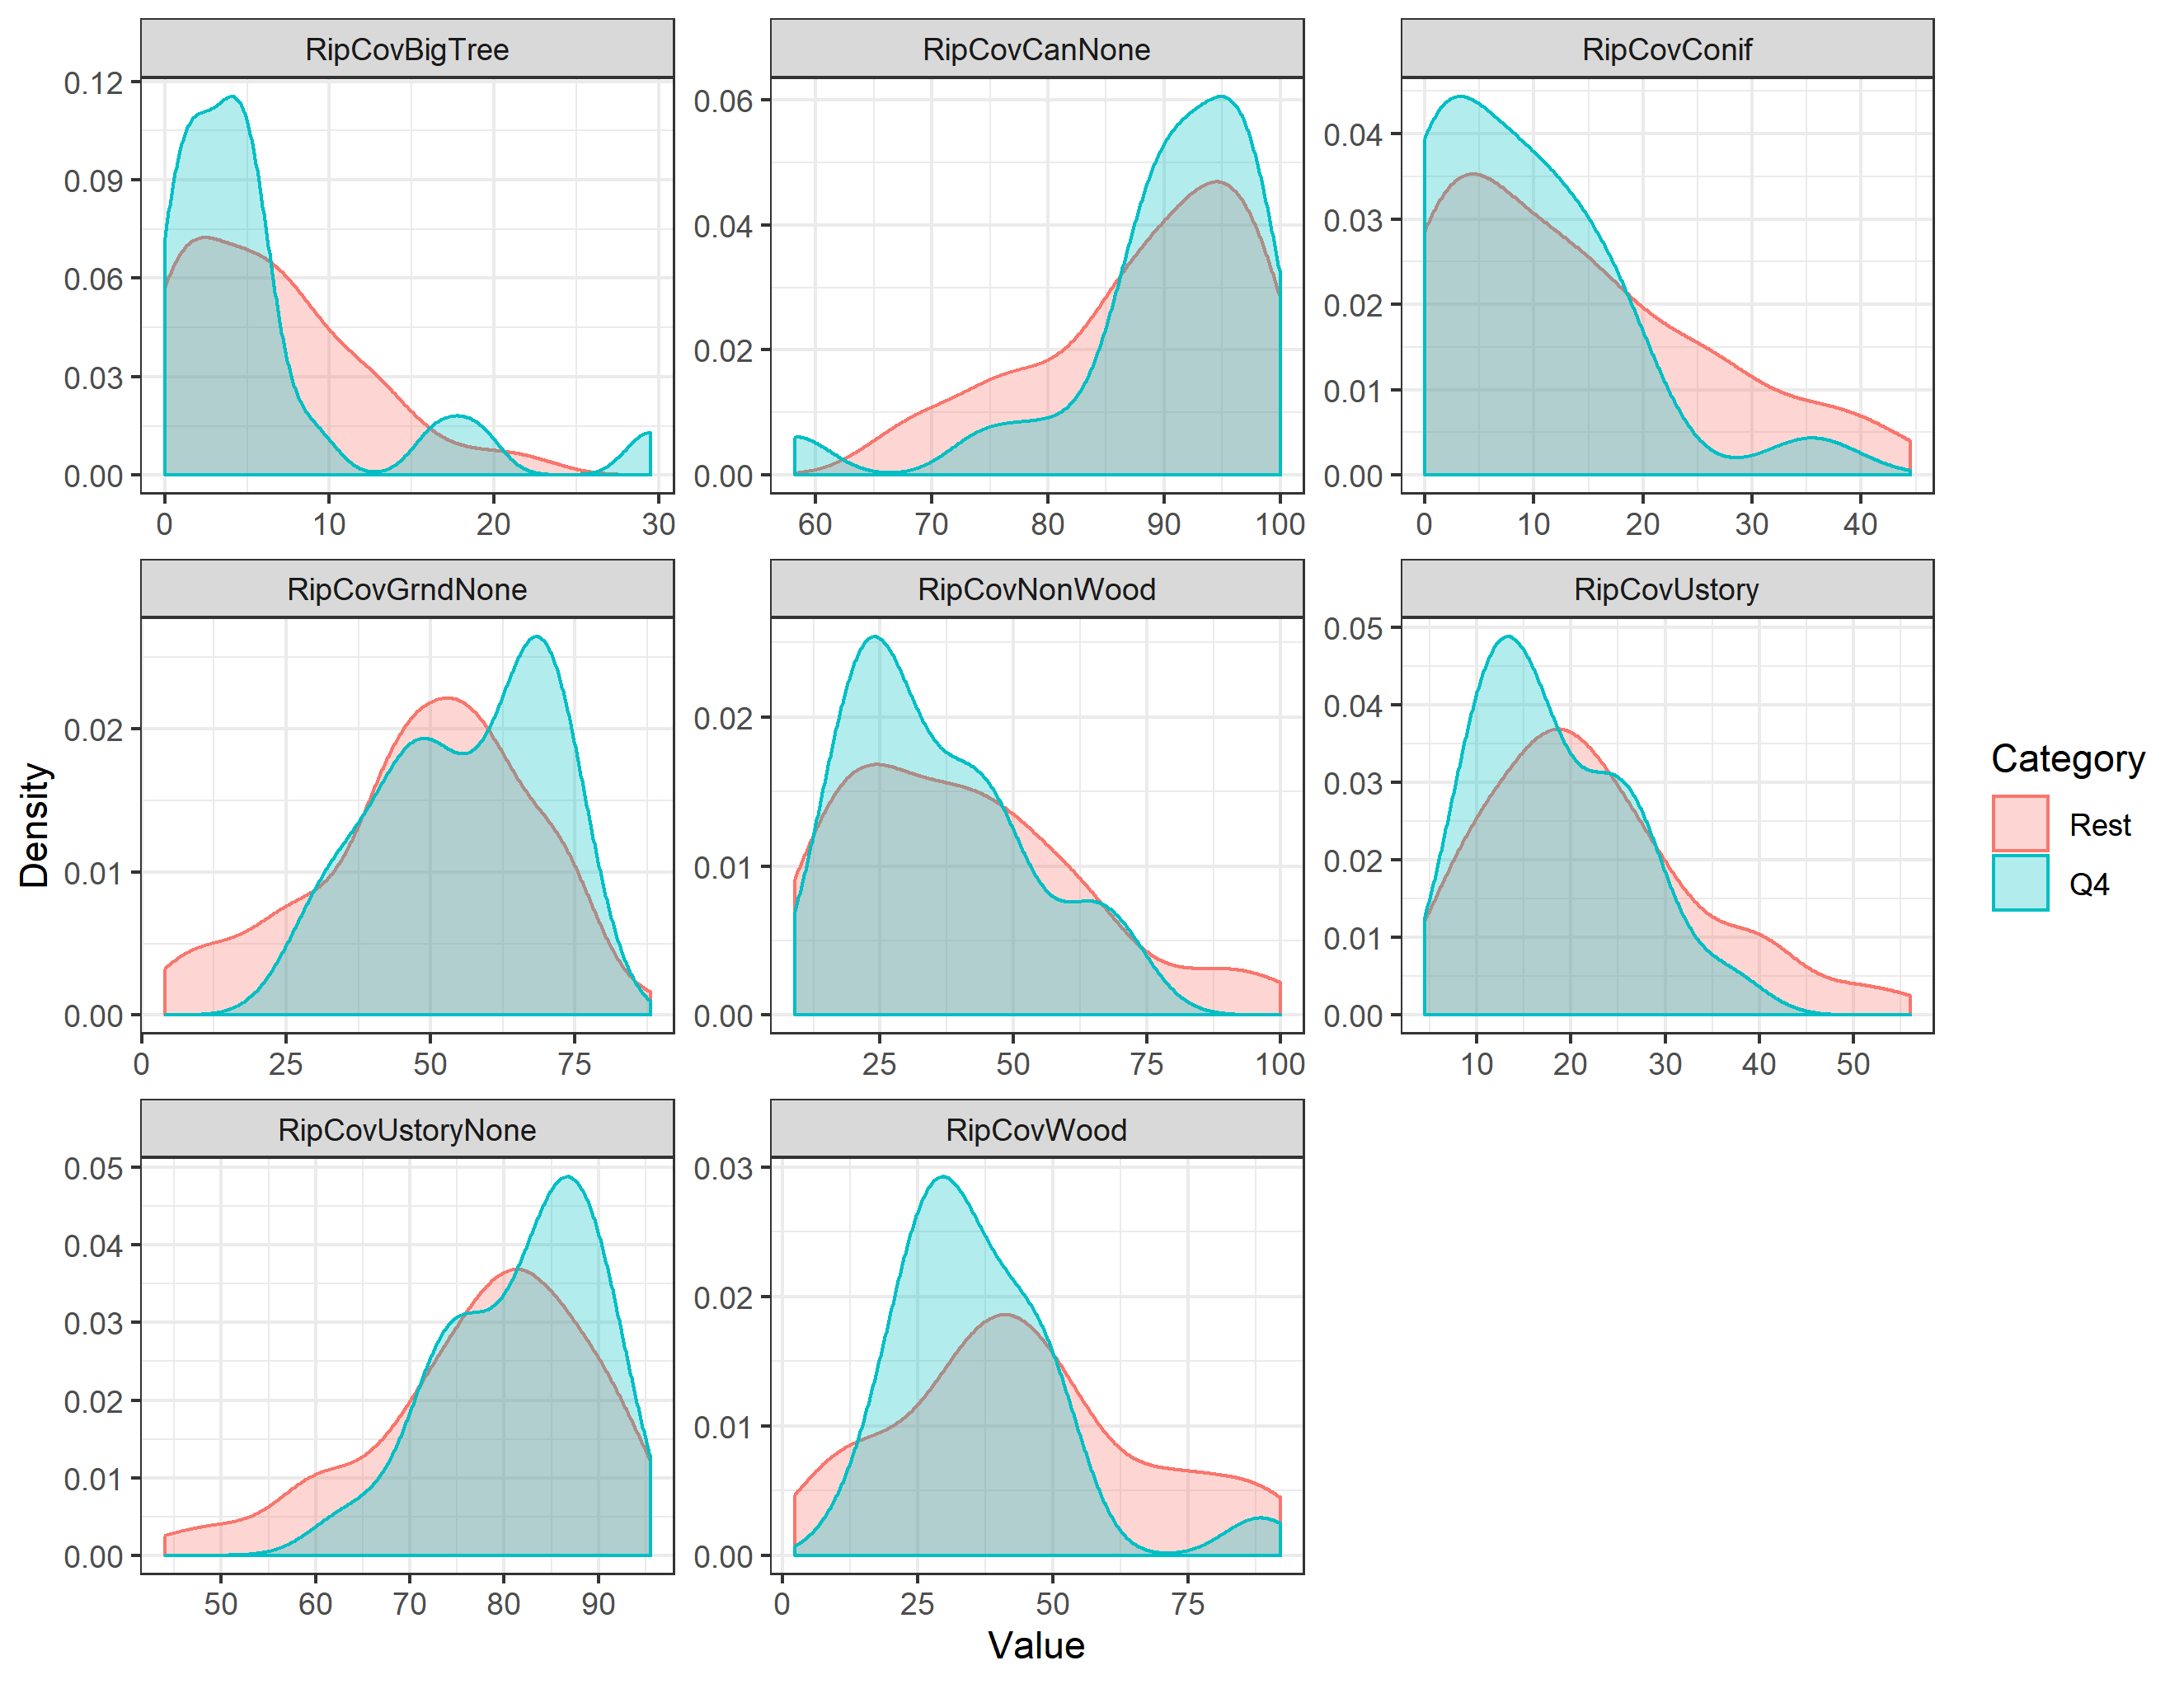 RipCovBigTree RipCovCanNone RipCovConif
0.12
0.09
0.06
0.03
0.00
0 10 20 30
0.06
0.04
0.02
0.00
60 70 80 90 100
0.04
0.03
0.02
0.01
0.00
0 10 20 30 40
RipCovGrndNone RipCovNonWood RipCovUstory
0.02
0.01
0.00
0 25 50 75
0.02
0.01
0.00
25 50 75 100
0.05
0.04
0.03
0.02
0.01
0.00
10 20 30 40 50
RipCovUstoryNone RipCovWood
0.05
0.04
0.03
0.02
0.01
0.00
50 60 70 80 90
0.03
0.02
0.01
0.00
0 25 50 75
Density
Value
Category
Rest
Q4